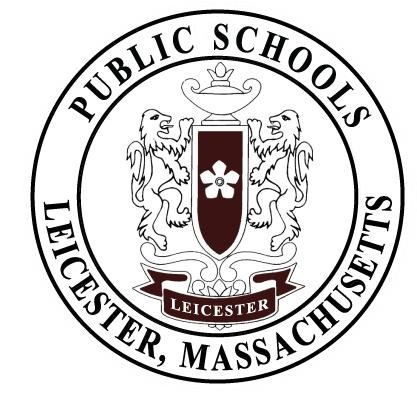 PUBLIC SCHOOLS
LEICESTER, MASSACHUSETTS
LEICESTER